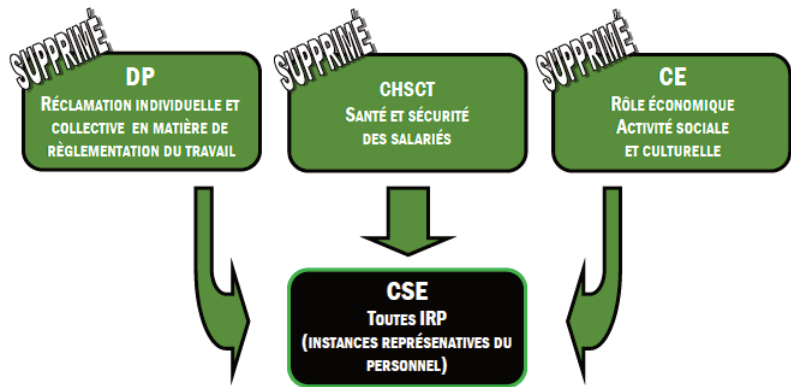 SUPPRIMÉ
DP
RÉCLAMATION INDIVIDUELLE ET
COLLECTIVE EN MATIÈRE DE
RÈGLEMENTATION DU TRAVAIL
SUPPRIMÉ
CHSCT
SANTÉ ET SÉCURITÉ
DES SALARIÉS
SUPPRIMÉ
CE
RÔLE ÉCONOMIQUE
ACTIVITÉ SOCIALE
ET CULTURELLE
CSE
TOUTES IRP
(INSTANCES REPRÉSENATIVES DU
PERSONNEL)